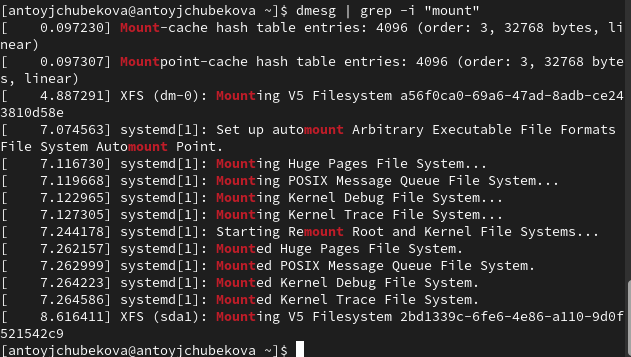 [antoyjchubekova@antoyjchubekova ~]$ dmesg | grep -i "mount"
[    0.097230] Mount-cache hash table entries: 4096 (order: 3, 32768 bytes, li
near)
[    0.097307] Mountpoint-cache hash table entries: 4096 (order: 3, 32768 byte
s, linear)
[    4.887291] XFS (dm-0): Mounting V5 Filesystem a56f0ca0-69a6-47ad-8adb-ce24
3810d58e
[    7.074563] systemd[1]: Set up automount Arbitrary Executable File Formats
File System Automount Point.
[    7.116730] systemd[1]: Mounting Huge Pages File System...
[    7.119668] systemd[1]: Mounting POSIX Message Queue File System...
[    7.122965] systemd[1]: Mounting Kernel Debug File System...
[    7.127305] systemd[1]: Mounting Kernel Trace File System...
[    7.244178] systemd[1]: Starting Remount Root and Kernel File Systems...
[    7.262157] systemd[1]: Mounted Huge Pages File System.
[    7.262999] systemd[1]: Mounted POSIX Message Queue File System.
[    7.264223] systemd[1]: Mounted Kernel Debug File System.
[    7.264586] systemd[1]: Mounted Kernel Trace File System.
[    8.616411] XFS (sda1): Mounting V5 Filesystem 2bd1339c-6fe6-4e86-a110-9d0f
521542c9
[antoyjchubekova@antoyjchubekova ~]$